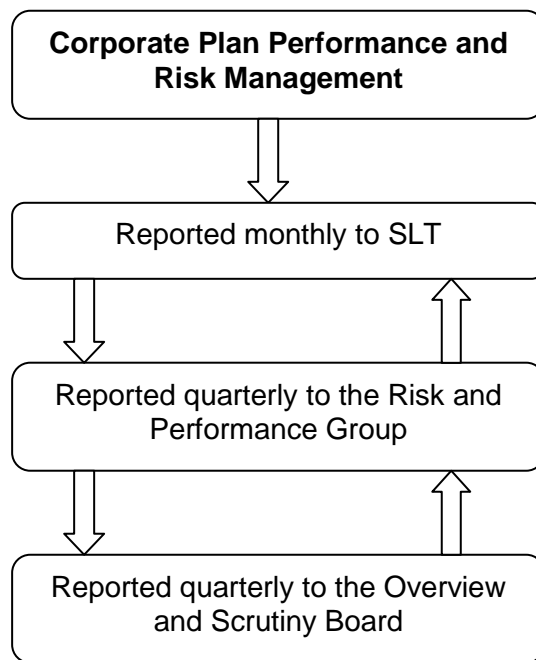 Corporate Plan Performance and
Risk Management
Reported monthly to SLT
Reported quarterly to the Risk and
Performance Group
Reported quarterly to the Overview
and Scrutiny Board